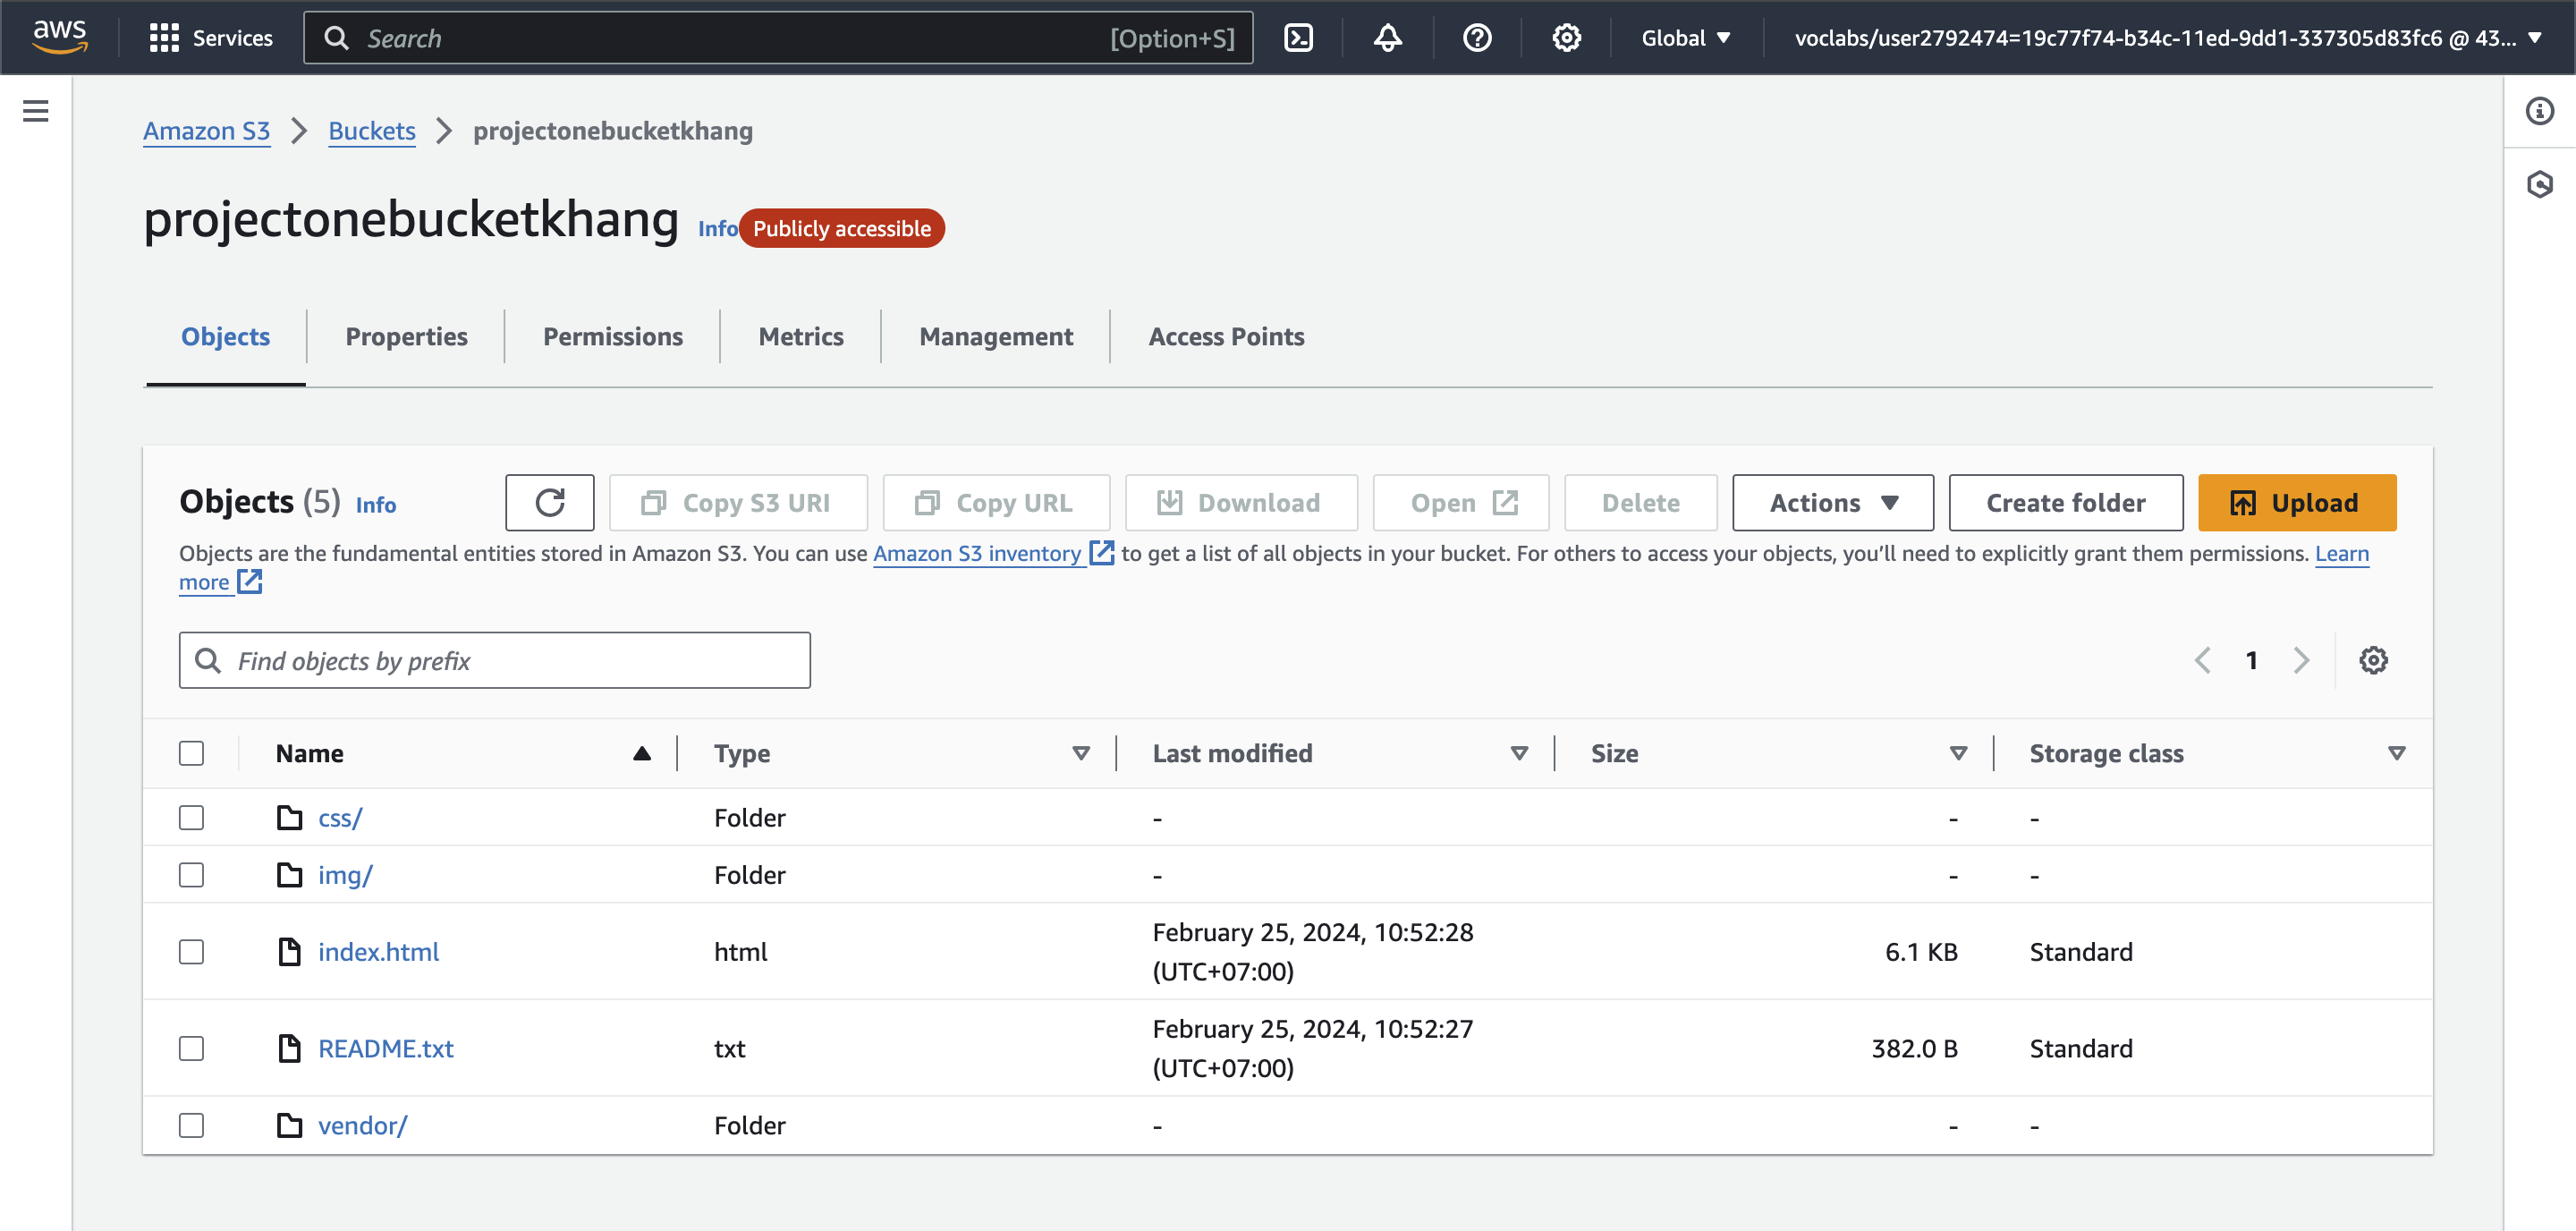 aws Services Search [Option+S] Global voclabs/user2792474=19c77f74-b34c-11ed-9dd1-337305d83fc6 @ 43...
Amazon S3 Buckets projectonebucketkhang
projectonebucketkhang Info Publicly accessible
Objects Properties Permissions Metrics Management Access Points
Objects (5) Info Copy S3 URI Copy URL Download Open Delete Actions Create folder Upload
Objects are the fundamental entities stored in Amazon S3. You can use Amazon S3 inventory to get a list of all objects in your bucket. For others to access your objects, you’ll need to explicitly grant them permissions. Learn
more
Find objects by prefix 1
Name Type Last modified Size Storage class
css/ Folder - - -
img/ Folder - - -
index.html html February 25, 2024, 10:52:28 (UTC+07:00) 6.1 KB Standard
README.txt txt February 25, 2024, 10:52:27 (UTC+07:00) 382.0 B Standard
vendor/ Folder - - -